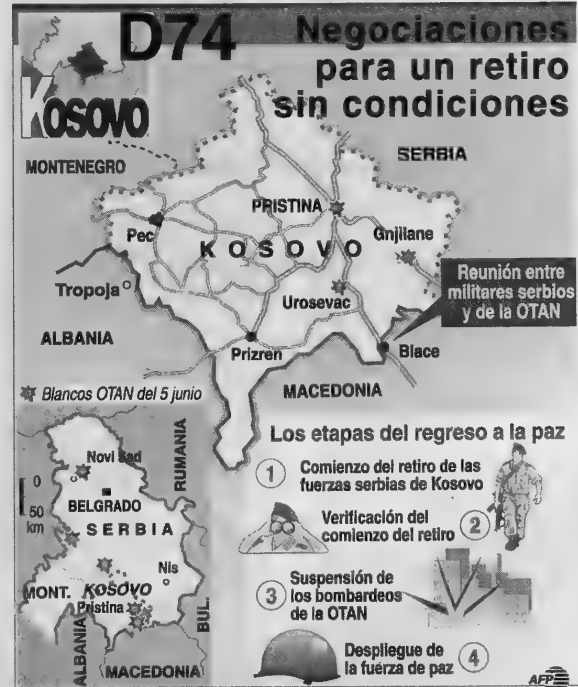 D74
Negociaciones
para un retiro
sin condiciones
KOSOVO
MONTENEGRO
SERBIA
PRISTINA
Pec
Gnjilane
KOSOVO
Reunión entre
militares serbios
y de la OTAN
Tropoja
Urosevac
ALBANIA
Prizren
Blace
MACEDONIA
Blancos OTAN del 5 junio
Novi Sad
RUMANIA
0
50
km
BELGRADO
SERBIA
Nis
MONT.
KOSOVO
Pristina
BUL.
ALBANIA
MACEDONIA
Los etapas del regreso a la paz
1
Comienzo del retiro de las
fuerzas serbias de Kosovo
Verificación del
comienzo del retiro
2
3
Suspensión de
los bombardeos
de la OTAN
Despliegue de
la fuerza de paz
4
AFP